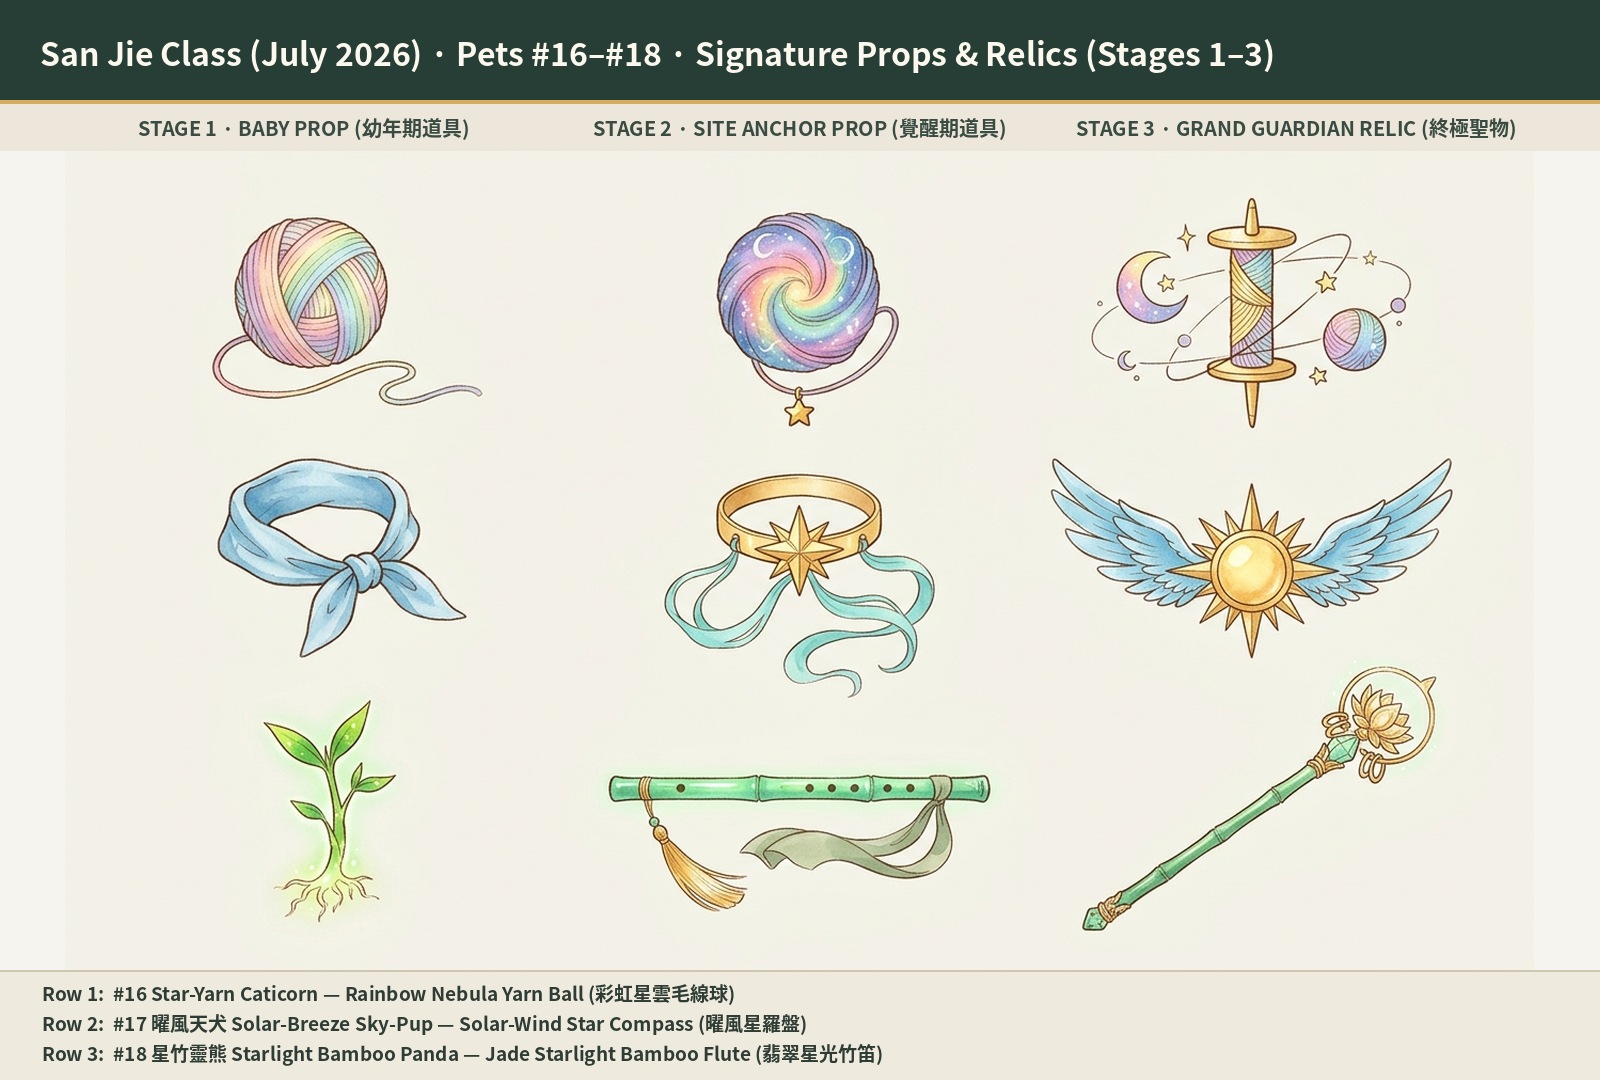 San Jie Class (July 2026) · Pets #16–#18 · Signature Props & Relics (Stages 1–3)
STAGE 1 · BABY PROP (幼年期道具)
STAGE 2 · SITE ANCHOR PROP (覺醒期道具)
STAGE 3 · GRAND GUARDIAN RELIC (終極聖物)
Row 1: #16 Star-Yarn Caticorn — Rainbow Nebula Yarn Ball (彩虹星雲毛線球)
Row 2: #17 曜風天犬 Solar-Breeze Sky-Pup — Solar-Wind Star Compass (曜風星羅盤)
Row 3: #18 星竹靈熊 Starlight Bamboo Panda — Jade Starlight Bamboo Flute (翡翠星光竹笛)